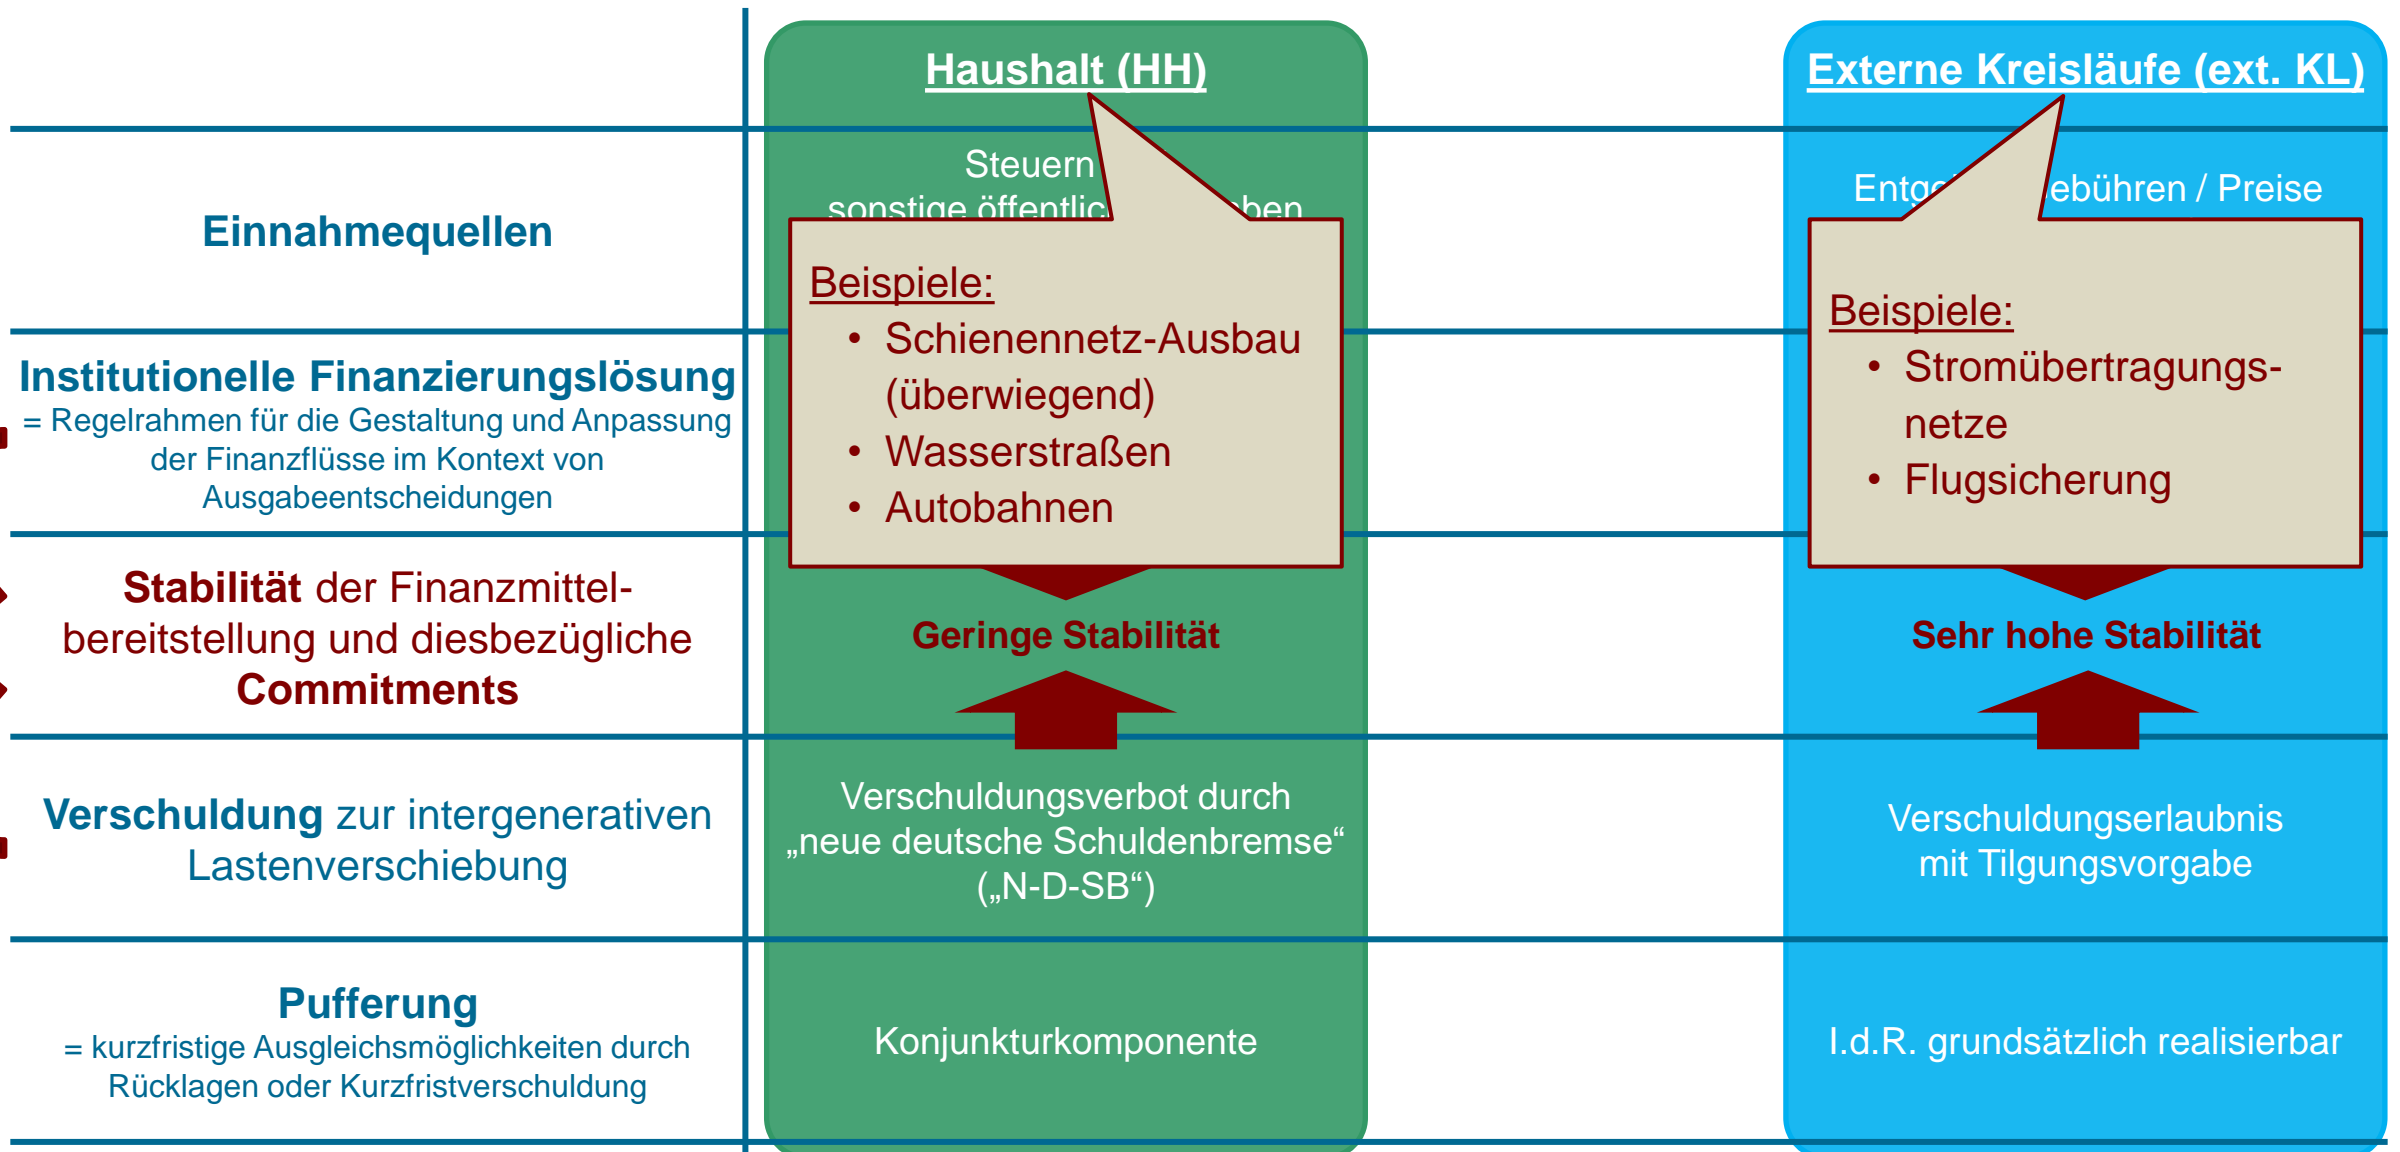 Haushalt (HH)
Externe Kreisläufe (ext. KL)
Einnahmequellen
Steuern
sonstige
Preise
Beispiele:
• Schienennetz-Ausbau
(überwiegend)
• Wasserstraßen
• Autobahnen
Beispiele:
• Stromübertragungs-
netze
• Flugsicherung
Institutionelle Finanzierungslösung
= Regelrahmen für die Gestaltung und Anpassung
der Finanzflüsse im Kontext von
Ausgabeentscheidungen
Stabilität der Finanzmittel-
bereitstellung und diesbezügliche
Commitments
Geringe Stabilität
Sehr hohe Stabilität
Verschuldung zur intergenerativen
Lastenverschiebung
Verschuldungsverbot durch
„neue deutsche Schuldenbremse“
(„N-D-SB“)
Verschuldungserlaubnis
mit Tilgungsvorgabe
Pufferung
= kurzfristige Ausgleichsmöglichkeiten durch
Rücklagen oder Kurzfristverschuldung
Konjunkturkomponente
I.d.R. grundsätzlich realisierbar